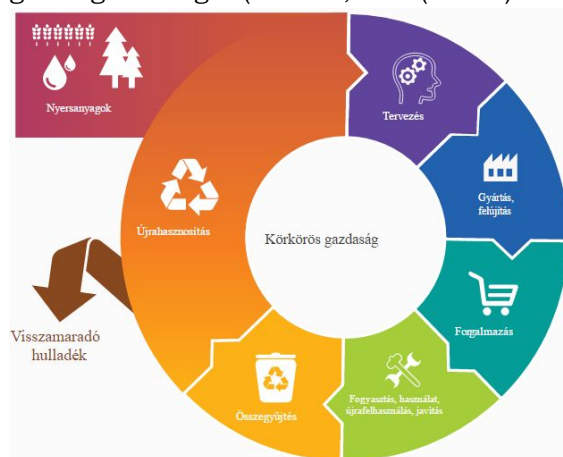 Nyersanyagok
Tervezés
Gyártás,
felújítás
Forgalmazás
Fogyasztás, használat,
újrafelhasználás, javítás
Összegyűjtés
Újrahasznosítás
Körkörös gazdaság
Visszamaradó
hulladék